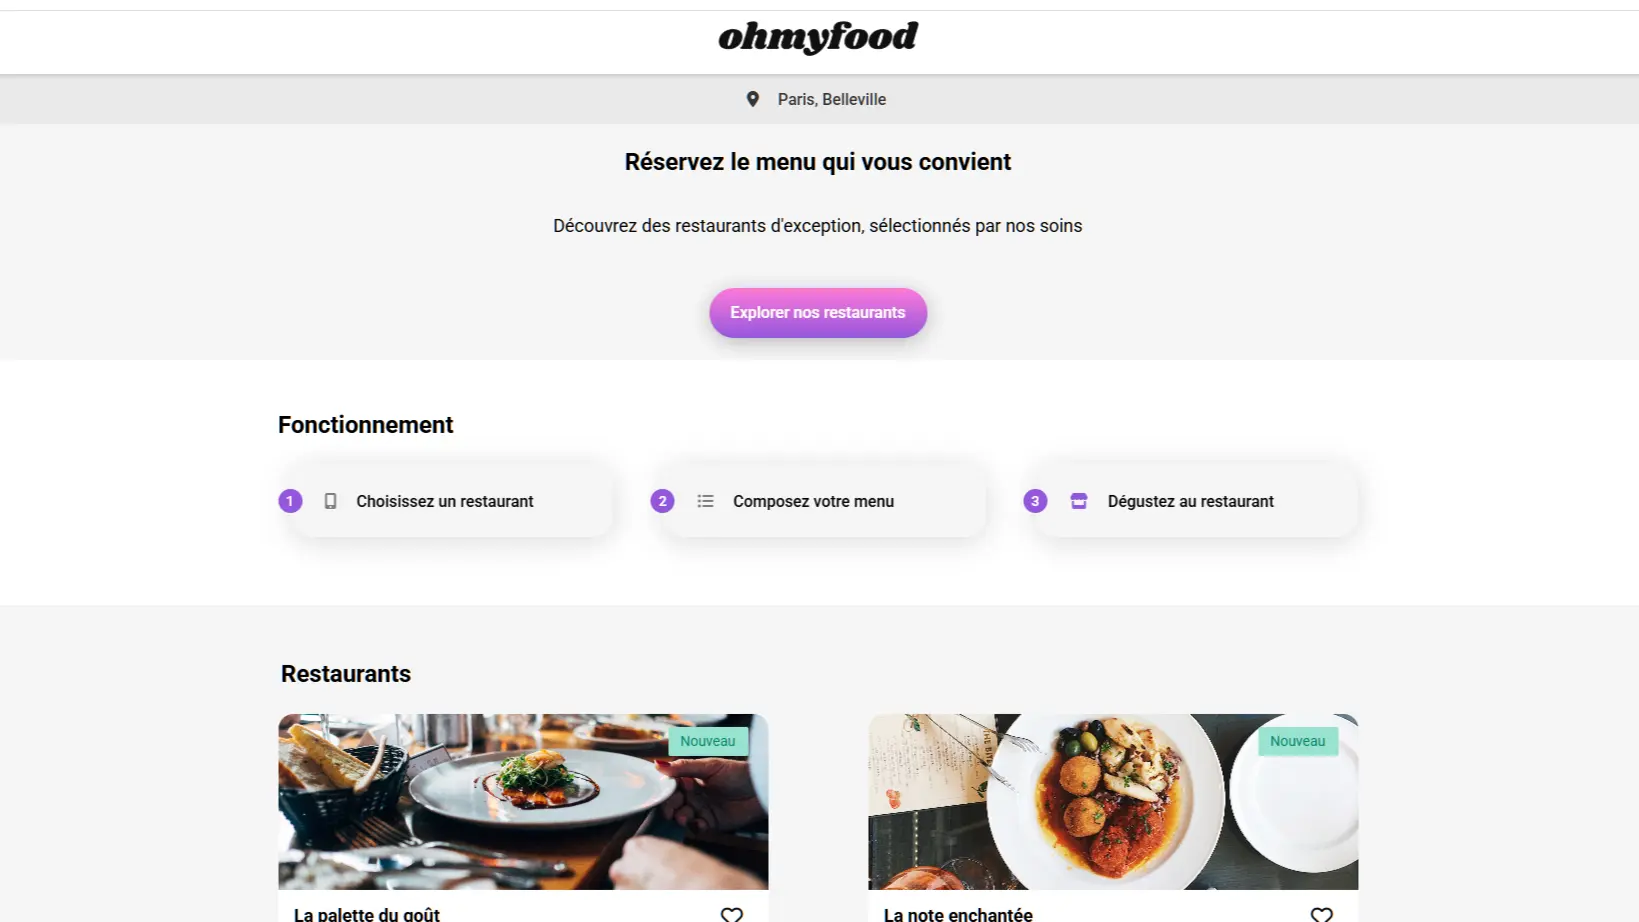 ohmyfood
Paris, Belleville
Réservez le menu qui vous convient
Découvrez des restaurants d'exception, sélectionnés par nos soins
Explorer nos restaurants
Fonctionnement
1 Choisissez un restaurant
2 Composez votre menu
3 Dégustez au restaurant
Restaurants
Nouveau
Nouveau
La palette du goût
La note enchantée